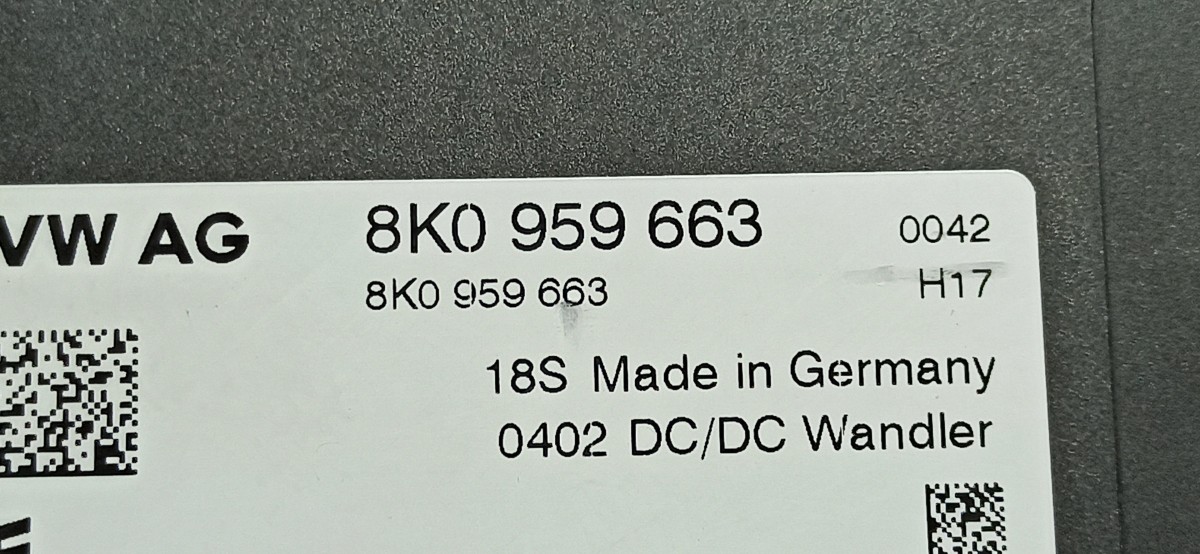 VW AG 8K0 959 663 0042
8K0 959 663 H17
18S Made in Germany
0402 DC/DC Wandler